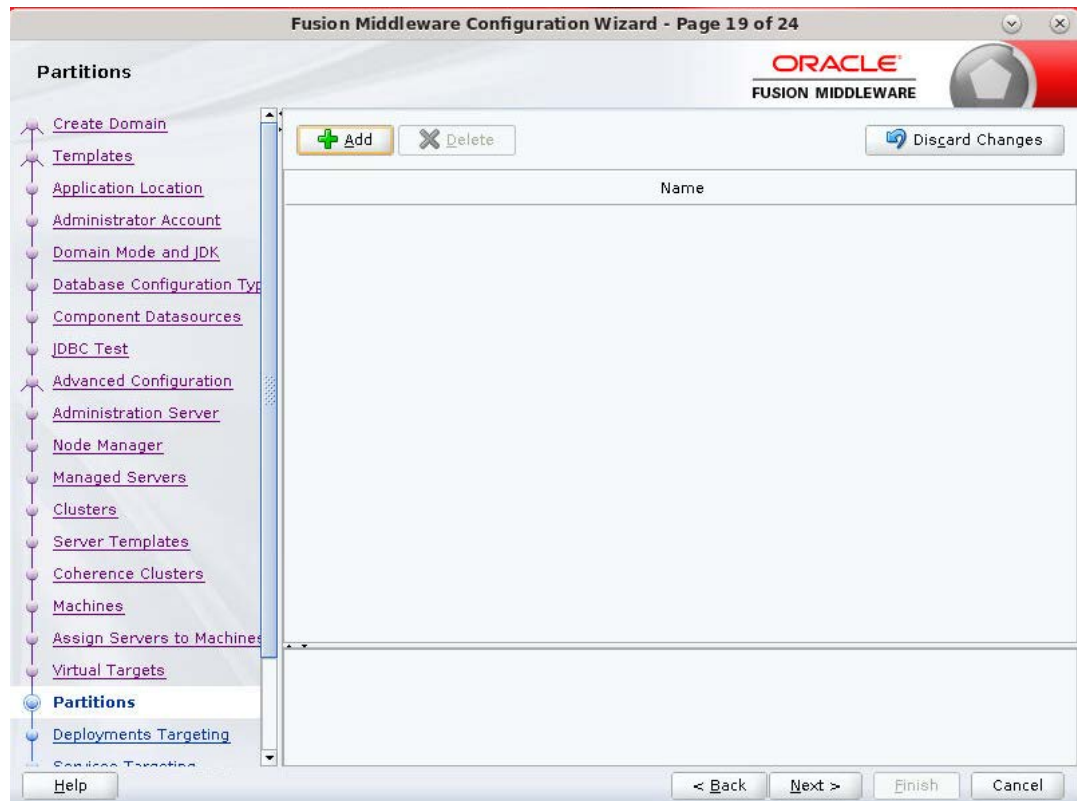 Fusion Middleware Configuration Wizard - Page 19 of 24
Partitions
ORACLE
FUSION MIDDLEWARE
Create Domain
Templates
Application Location
Administrator Account
Domain Mode and JDK
Database Configuration Typ
Component Datasources
JDBC Test
Advanced Configuration
Administration Server
Node Manager
Managed Servers
Clusters
Server Templates
Coherence Clusters
Machines
Assign Servers to Machines
Virtual Targets
Partitions
Deployments Targeting
Services Targeting
Add
Delete
Discard Changes
Name
Help
< Back
Next >
Finish
Cancel